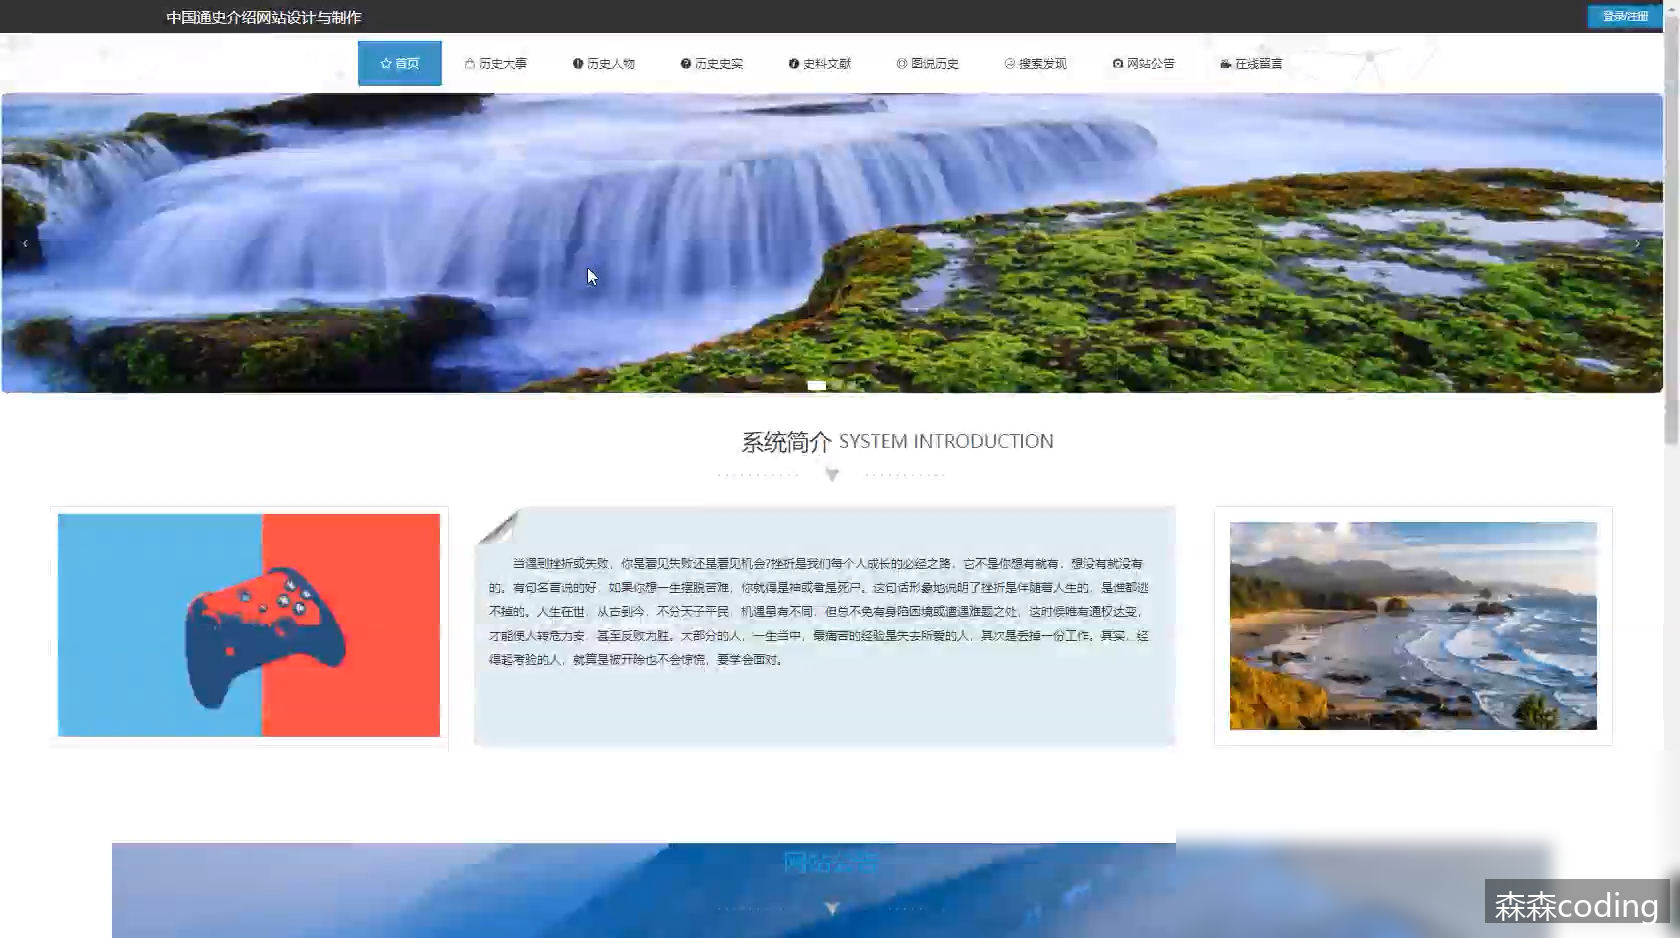 中国通史介绍网站设计与制作
登录/注册
首页
历史大事
历史人物
历史史实
史料文献
图说历史
搜索发现
网站公告
在线留言
系统简介 SYSTEM INTRODUCTION
当遇到挫折或失败，你是看见失败还是看见机会?挫折是我们每个人成长的必经之路，它不是你想有就有，想没有就没有
的。有句名言说的好，如果你想一生摆脱苦难，你就得是神或者是死尸。这句话形象地说明了挫折是伴随着人生的，是谁都逃
不掉的。人生在世，从古到今，不分天子平民，机遇虽有不同，但总不免有身陷困境或遭遇难题之处，这时候唯有通权达变，
才能使人转危为安，甚至反败为胜。大部分的人，一生当中，最痛苦的经验是失去所爱的人，其次是丢掉一份工作。其实，经
得起考验的人，就算是被开除也不会惊慌，要学会面对。
网站公告
森森coding